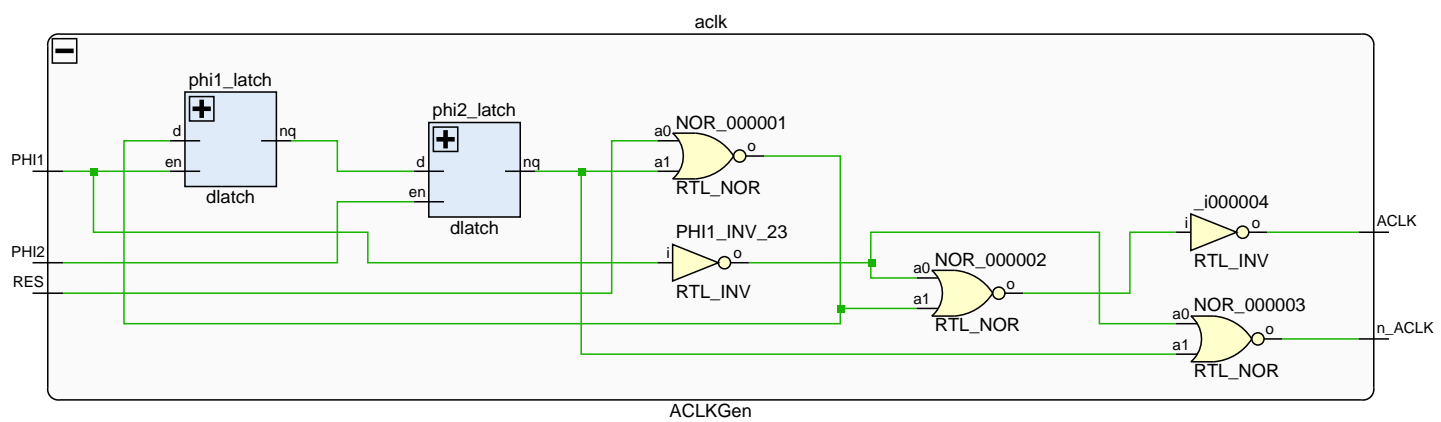 aclk
phi1_latch
d
nq
en
dlatch
phi2_latch
d
nq
en
dlatch
NOR_000001
a0
o
a1
RTL_NOR
PHI1
PHI1_INV_23
i
o
RTL_INV
PHI2
RES
NOR_000002
a0
o
a1
RTL_NOR
_i000004
i
o
RTL_INV
ACLK
NOR_000003
a0
o
a1
RTL_NOR
n_ACLK
ACLKGen